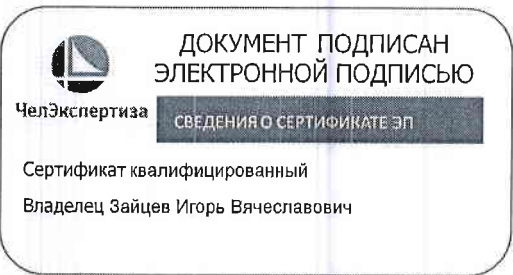 ДОКУМЕНТ ПОДПИСАН
ЭЛЕКТРОННОЙ ПОДПИСЬЮ
ЧелЭкспертиза
СВЕДЕНИЯ О СЕРТИФИКАТЕ ЭП
Сертификат квалифицированный
Владелец Зайцев Игорь Вячеславович